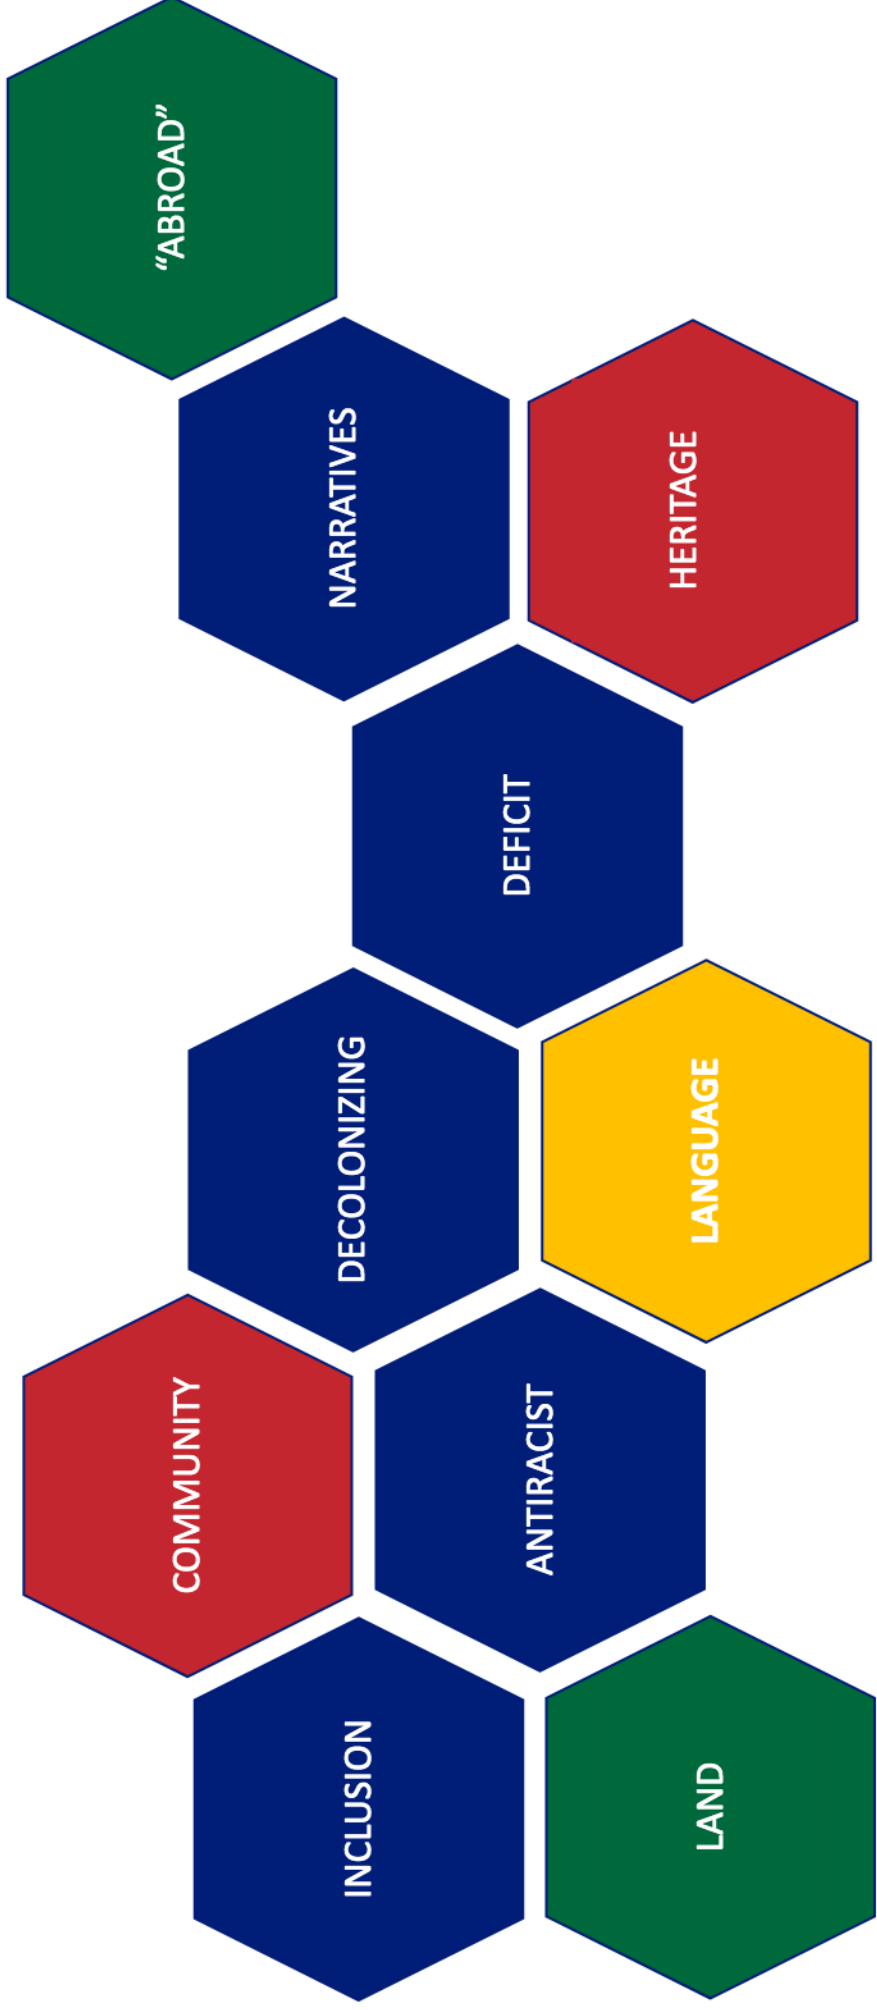 “ABROAD”
NARRATIVES
HERITAGE
DEFICIT
DECOLONIZING
LANGUAGE
COMMUNITY
ANTIRACIST
INCLUSION
LAND